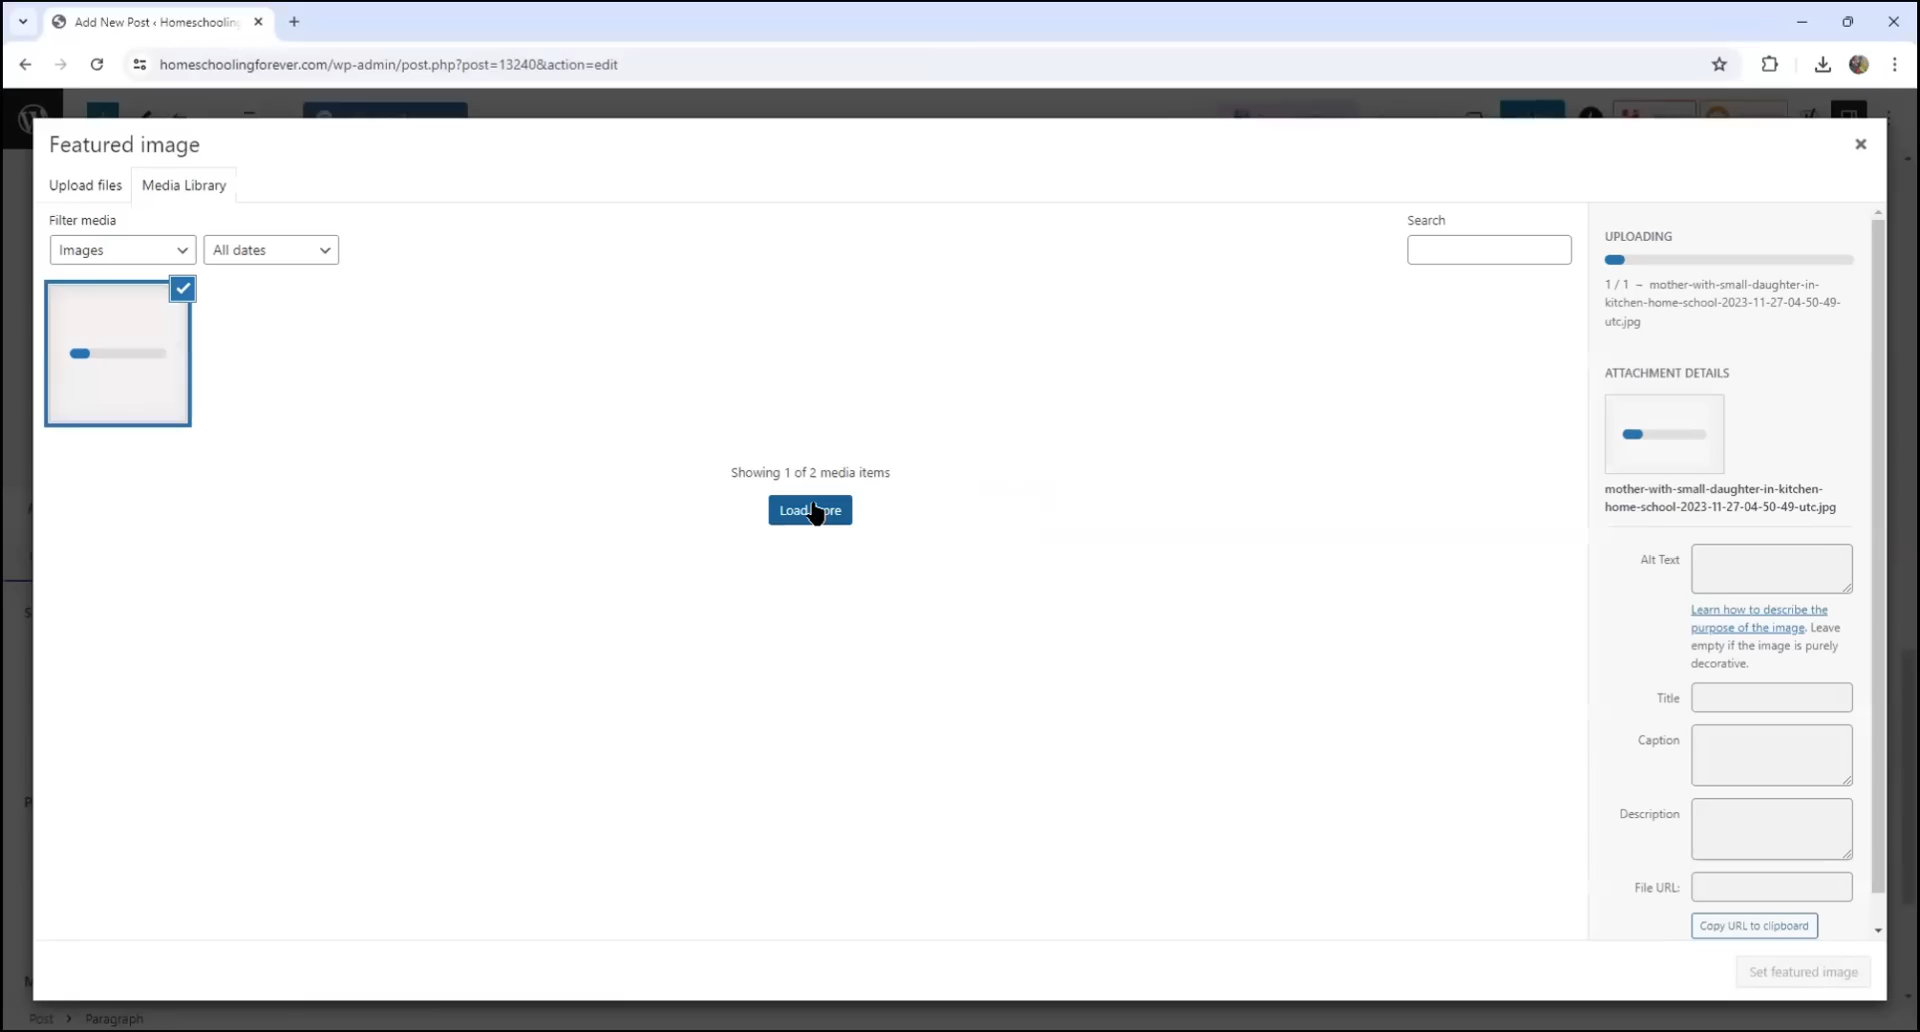 Add New Post ‹ Homeschooling
homeschoolingforever.com/wp-admin/post.php?post=13240&action=edit
Featured image
Upload files
Media Library
Filter media
Search
Images
All dates
UPLOADING
1 / 1 – mother-with-small-daughter-in-
kitchen-home-school-2023-11-27-04-50-49-
utc.jpg
ATTACHMENT DETAILS
Showing 1 of 2 media items
mother-with-small-daughter-in-kitchen-
home-school-2023-11-27-04-50-49-utc.jpg
Alt Text
Learn how to describe the
purpose of the image. Leave
empty if the image is purely
decorative.
Title
Caption
Description
File URL:
Copy URL to clipboard
Set featured image
Post > Paragraph